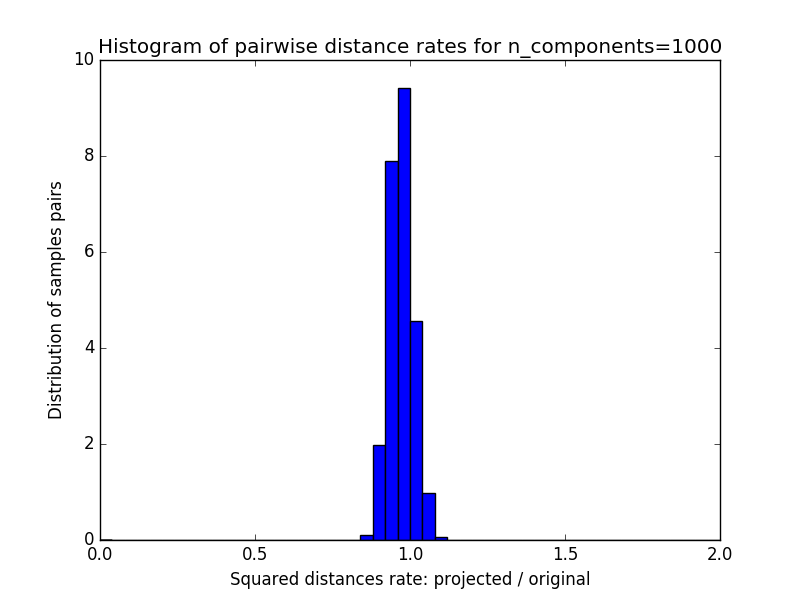 Histogram of pairwise distance rates for n_components=1000
10
8
6
4
2
0
Distribution of samples pairs
0.0 0.5 1.0 1.5 2.0
Squared distances rate: projected / original